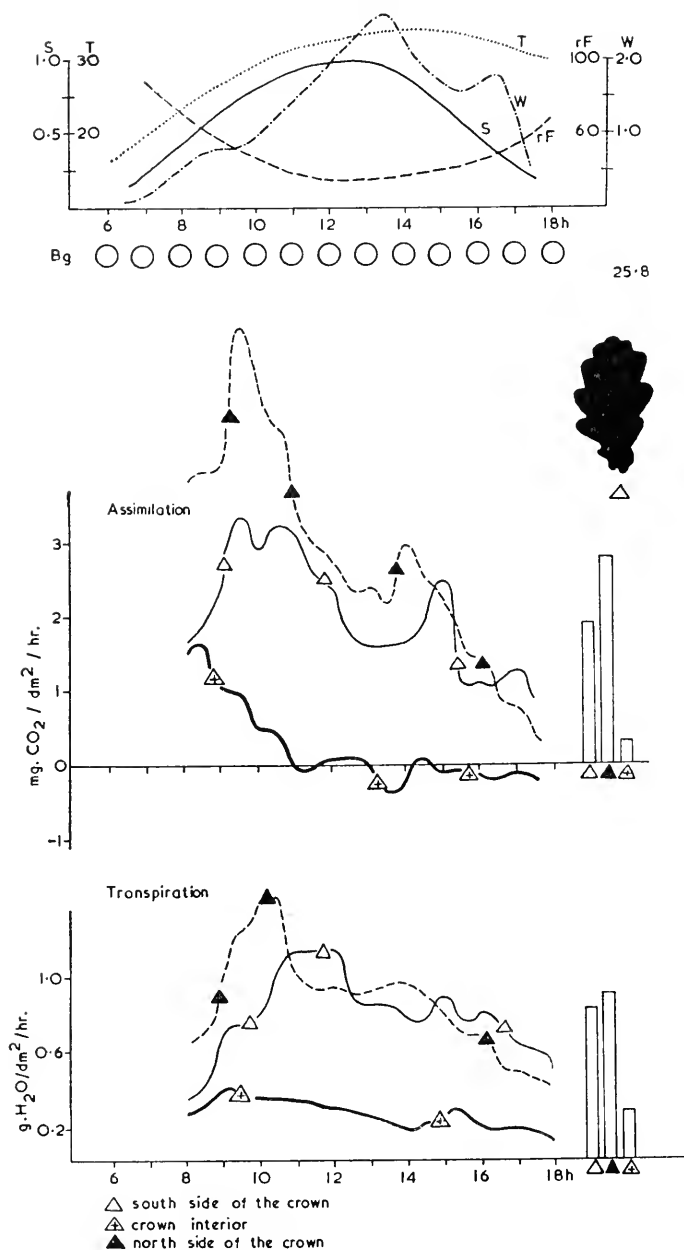 S T rF W
1·0 30 100 2·0
T
W
S
0·5 20 60 1·0
rF
6 8 10 12 14 16 18h
Bg
25·8
Assimilation
3
2
1
0
-1
mg. CO₂ / dm² / hr.
Tronspiration
1·0
0·6
0·2
g.H₂O/dm²/hr.
6 8 10 12 14 16 18h
south side of the crown
crown interior
north side of the crown